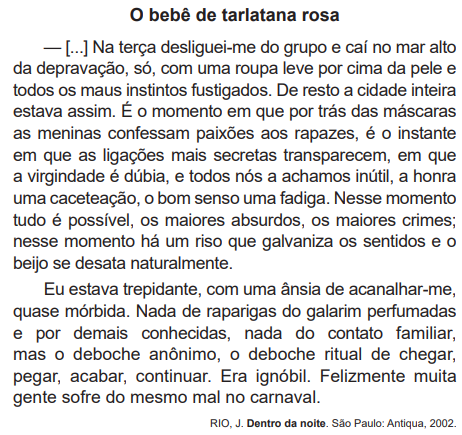 O bebê de tarlatana rosa
— [...] Na terça desliguei-me do grupo e caí no mar alto
da depravação, só, com uma roupa leve por cima da pele e
todos os maus instintos fustigados. De resto a cidade inteira
estava assim. É o momento em que por trás das máscaras
as meninas confessam paixões aos rapazes, é o instante
em que as ligações mais secretas transparecem, em que
a virgindade é dúbia, e todos nós a achamos inútil, a honra
uma caceteação, o bom senso uma fadiga. Nesse momento
tudo é possível, os maiores absurdos, os maiores crimes;
nesse momento há um riso que galvaniza os sentidos e o
beijo se desata naturalmente.
Eu estava trepidante, com uma ânsia de acanalhar-me,
quase mórbida. Nada de raparigas do galarim perfumadas
e por demais conhecidas, nada do contato familiar,
mas o deboche anônimo, o deboche ritual de chegar,
pegar, acabar, continuar. Era ignóbil. Felizmente muita
gente sofre do mesmo mal no carnaval.
RIO, J. Dentro da noite. São Paulo: Antiqua, 2002.